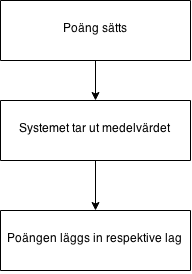 Poäng sätts
Systemet tar ut medelvärdet
Poängen läggs in respektive lag